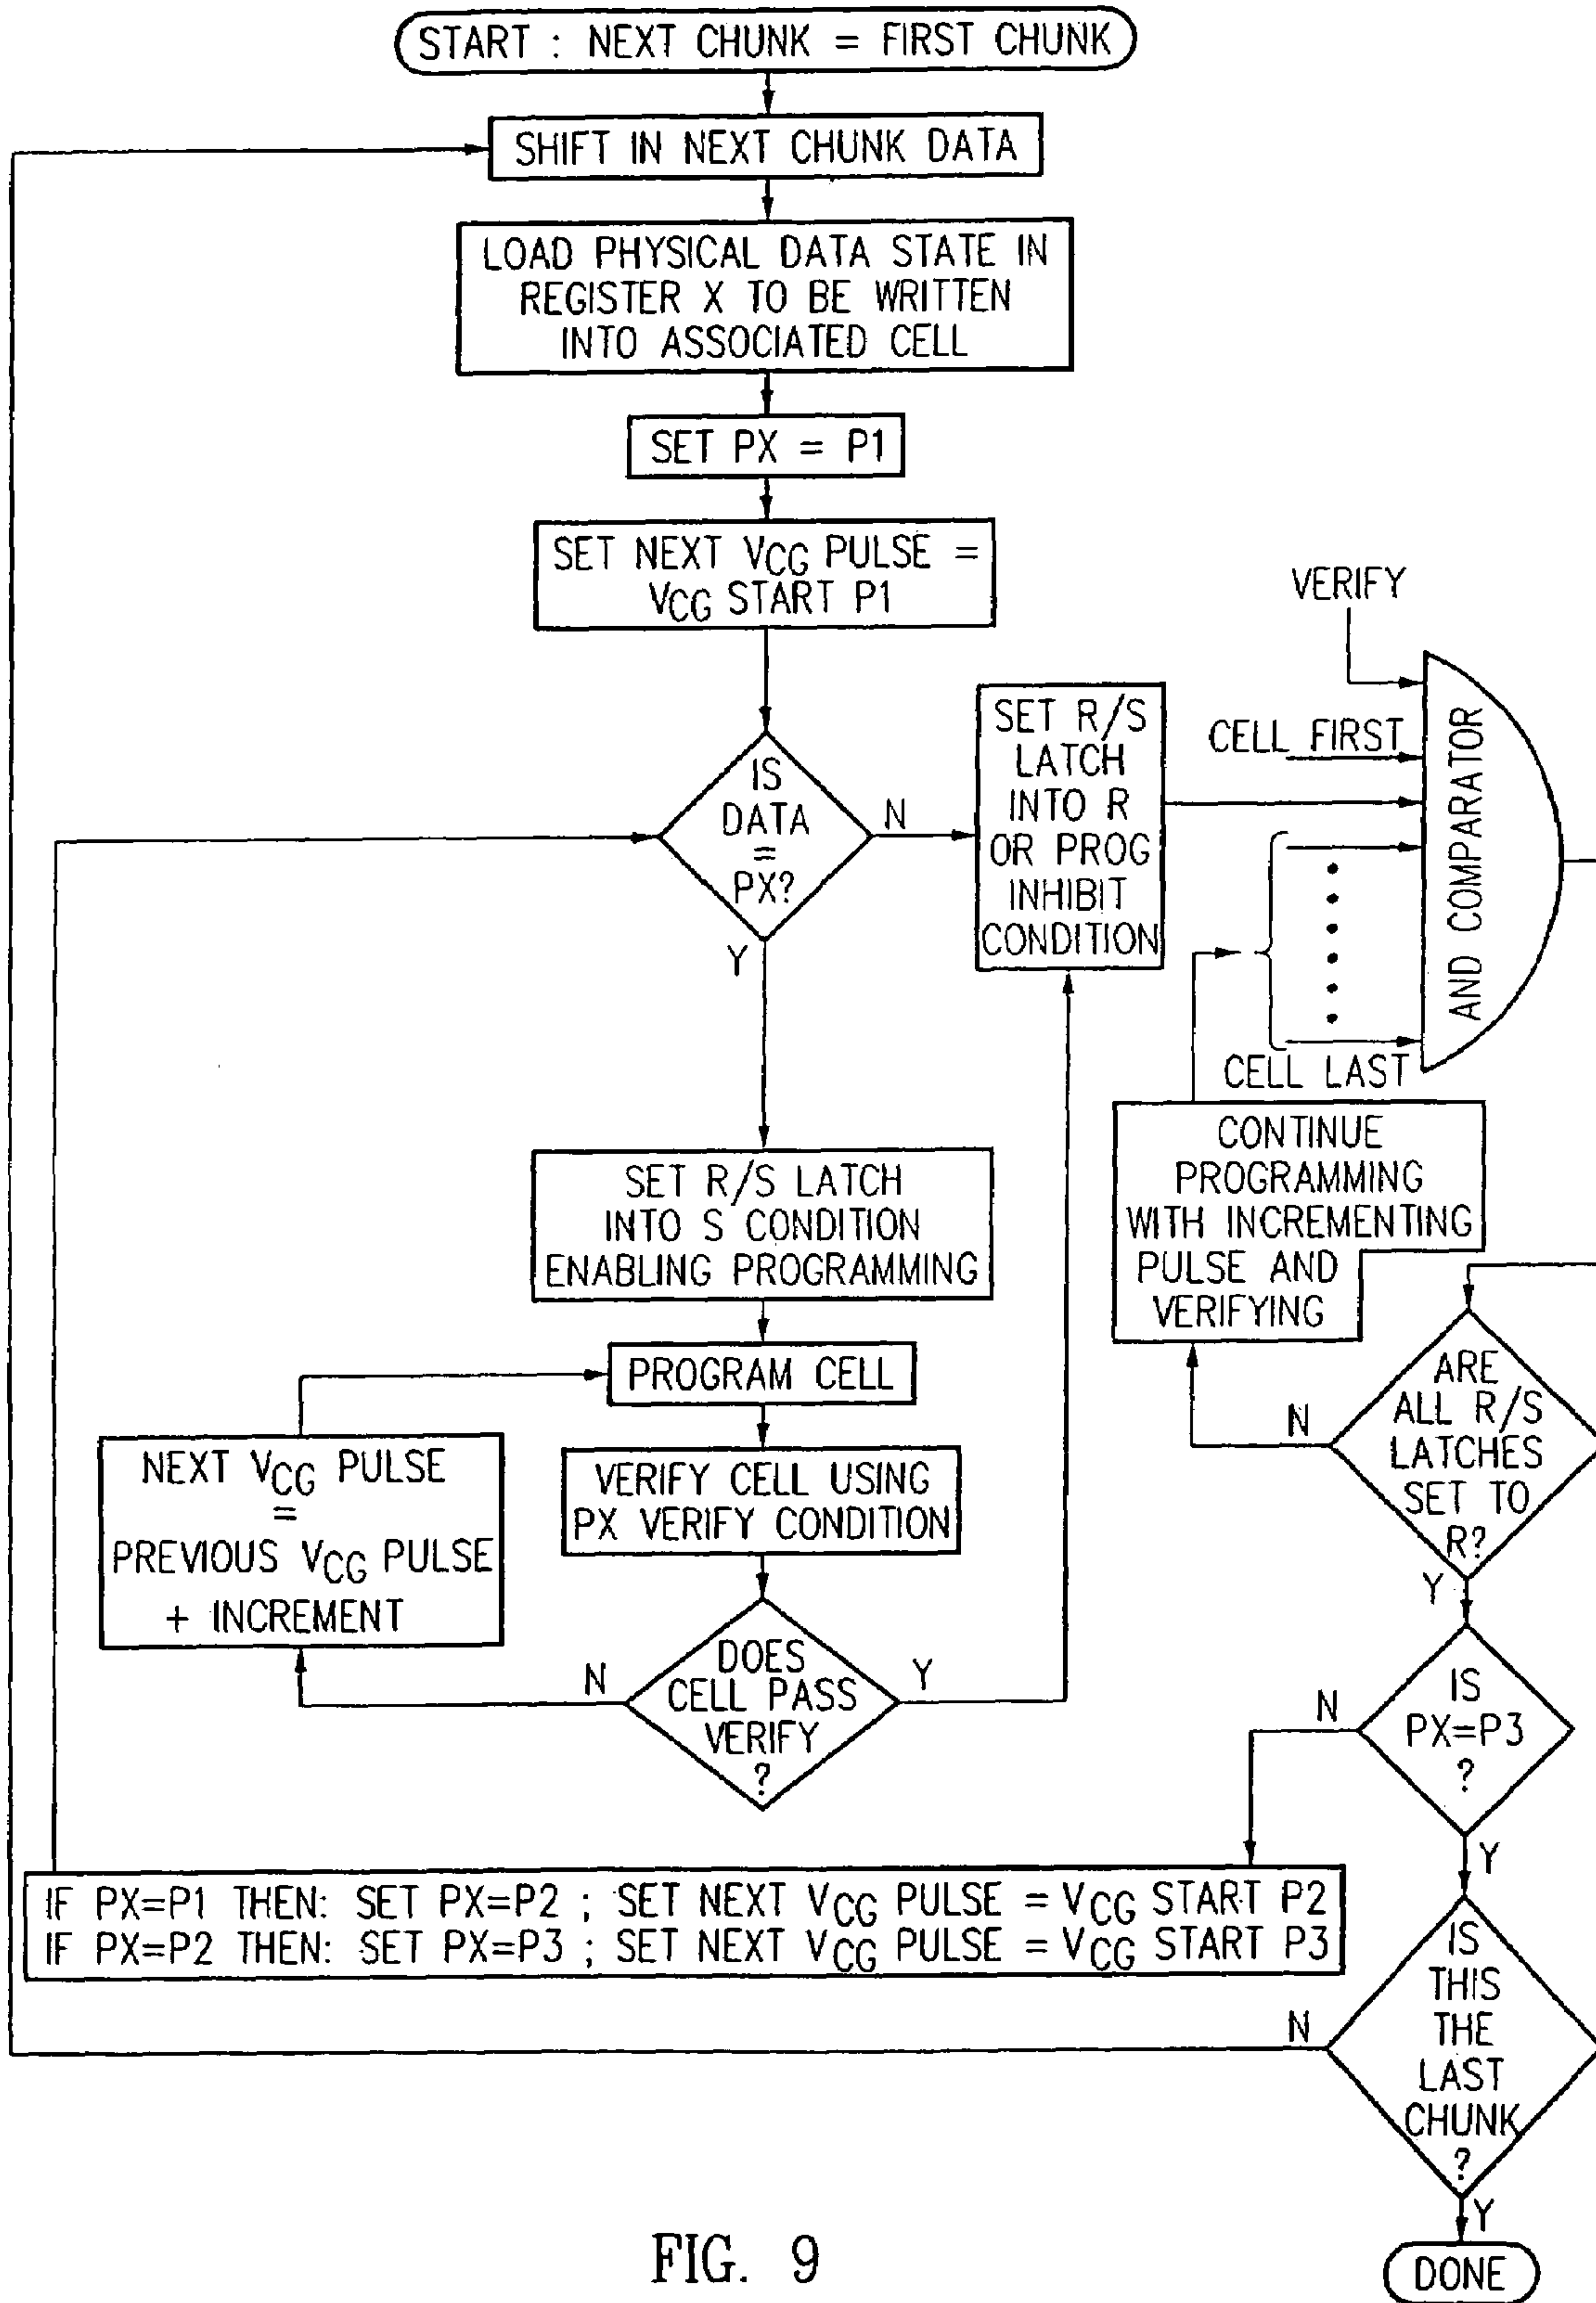 START : NEXT CHUNK = FIRST CHUNK
SHIFT IN NEXT CHUNK DATA
LOAD PHYSICAL DATA STATE IN
REGISTER X TO BE WRITTEN
INTO ASSOCIATED CELL
SET PX = P1
SET NEXT VCG PULSE =
VCG START P1
IS
DATA
=
PX?
N
Y
SET R/S
LATCH
INTO R
OR PROG
INHIBIT
CONDITION
VERIFY
CELL FIRST
CELL LAST
AND COMPARATOR
SET R/S LATCH
INTO S CONDITION
ENABLING PROGRAMMING
PROGRAM CELL
VERIFY CELL USING
PX VERIFY CONDITION
DOES
CELL PASS
VERIFY
?
N
Y
NEXT VCG PULSE
=
PREVIOUS VCG PULSE
+ INCREMENT
CONTINUE
PROGRAMMING
WITH INCREMENTING
PULSE AND
VERIFYING
ARE
ALL R/S
LATCHES
SET TO
R?
N
Y
IS
PX=P3
?
N
Y
IF PX=P1 THEN: SET PX=P2 ; SET NEXT VCG PULSE = VCG START P2
IF PX=P2 THEN: SET PX=P3 ; SET NEXT VCG PULSE = VCG START P3
IS
THIS
THE
LAST
CHUNK
?
N
Y
DONE
FIG. 9